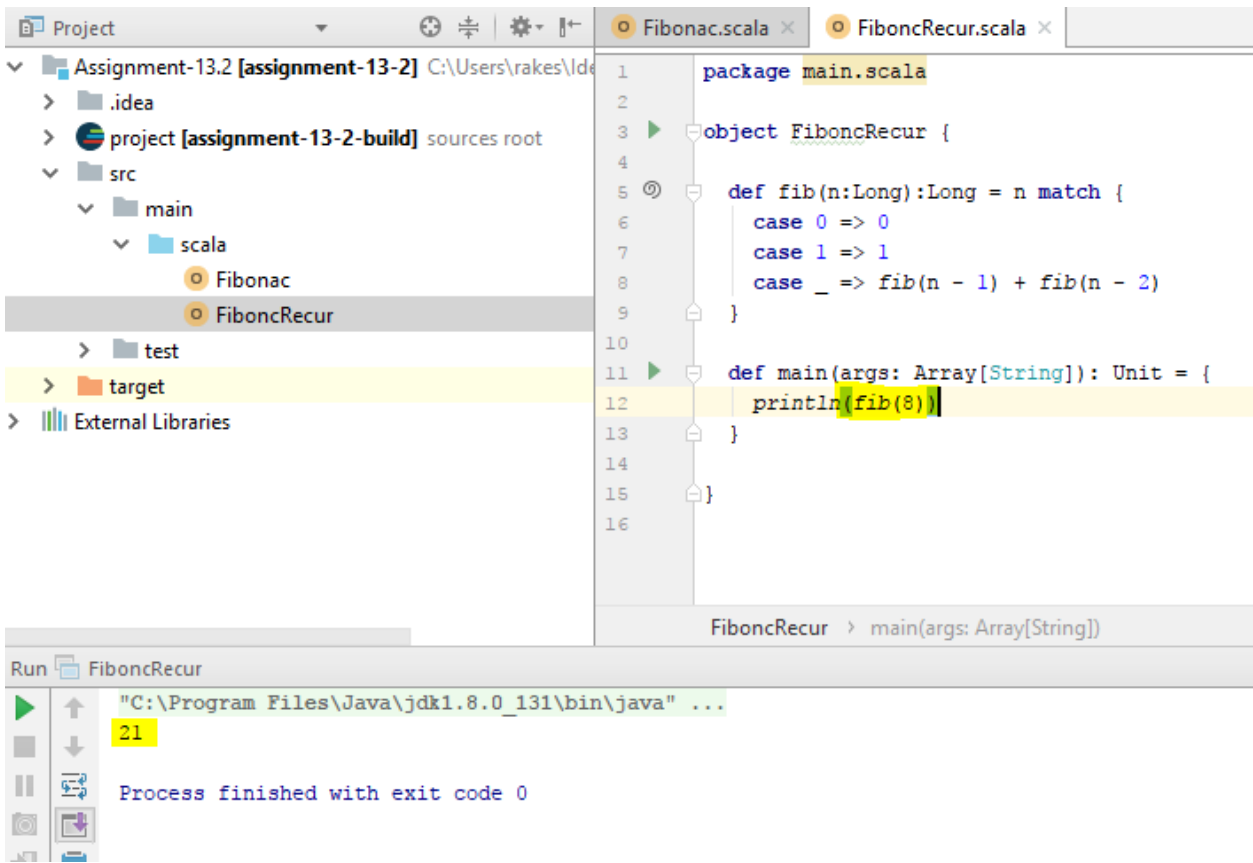 Project
Assignment-13.2 [assignment-13-2] C:\Users\rakes\Ide
.idea
project [assignment-13-2-build] sources root
src
main
scala
Fibonac
FiboncRecur
test
target
External Libraries
Fibonac.scala
FiboncRecur.scala
1 package main.scala
2
3 object FiboncRecur {
4
5 def fib(n:Long):Long = n match {
6 case 0 => 0
7 case 1 => 1
8 case _ => fib(n - 1) + fib(n - 2)
9 }
10
11 def main(args: Array[String]): Unit = {
12 println(fib(8))
13 }
14
15 }
16
FiboncRecur > main(args: Array[String])
Run FiboncRecur
"C:\Program Files\Java\jdk1.8.0_131\bin\java" ...
21
Process finished with exit code 0